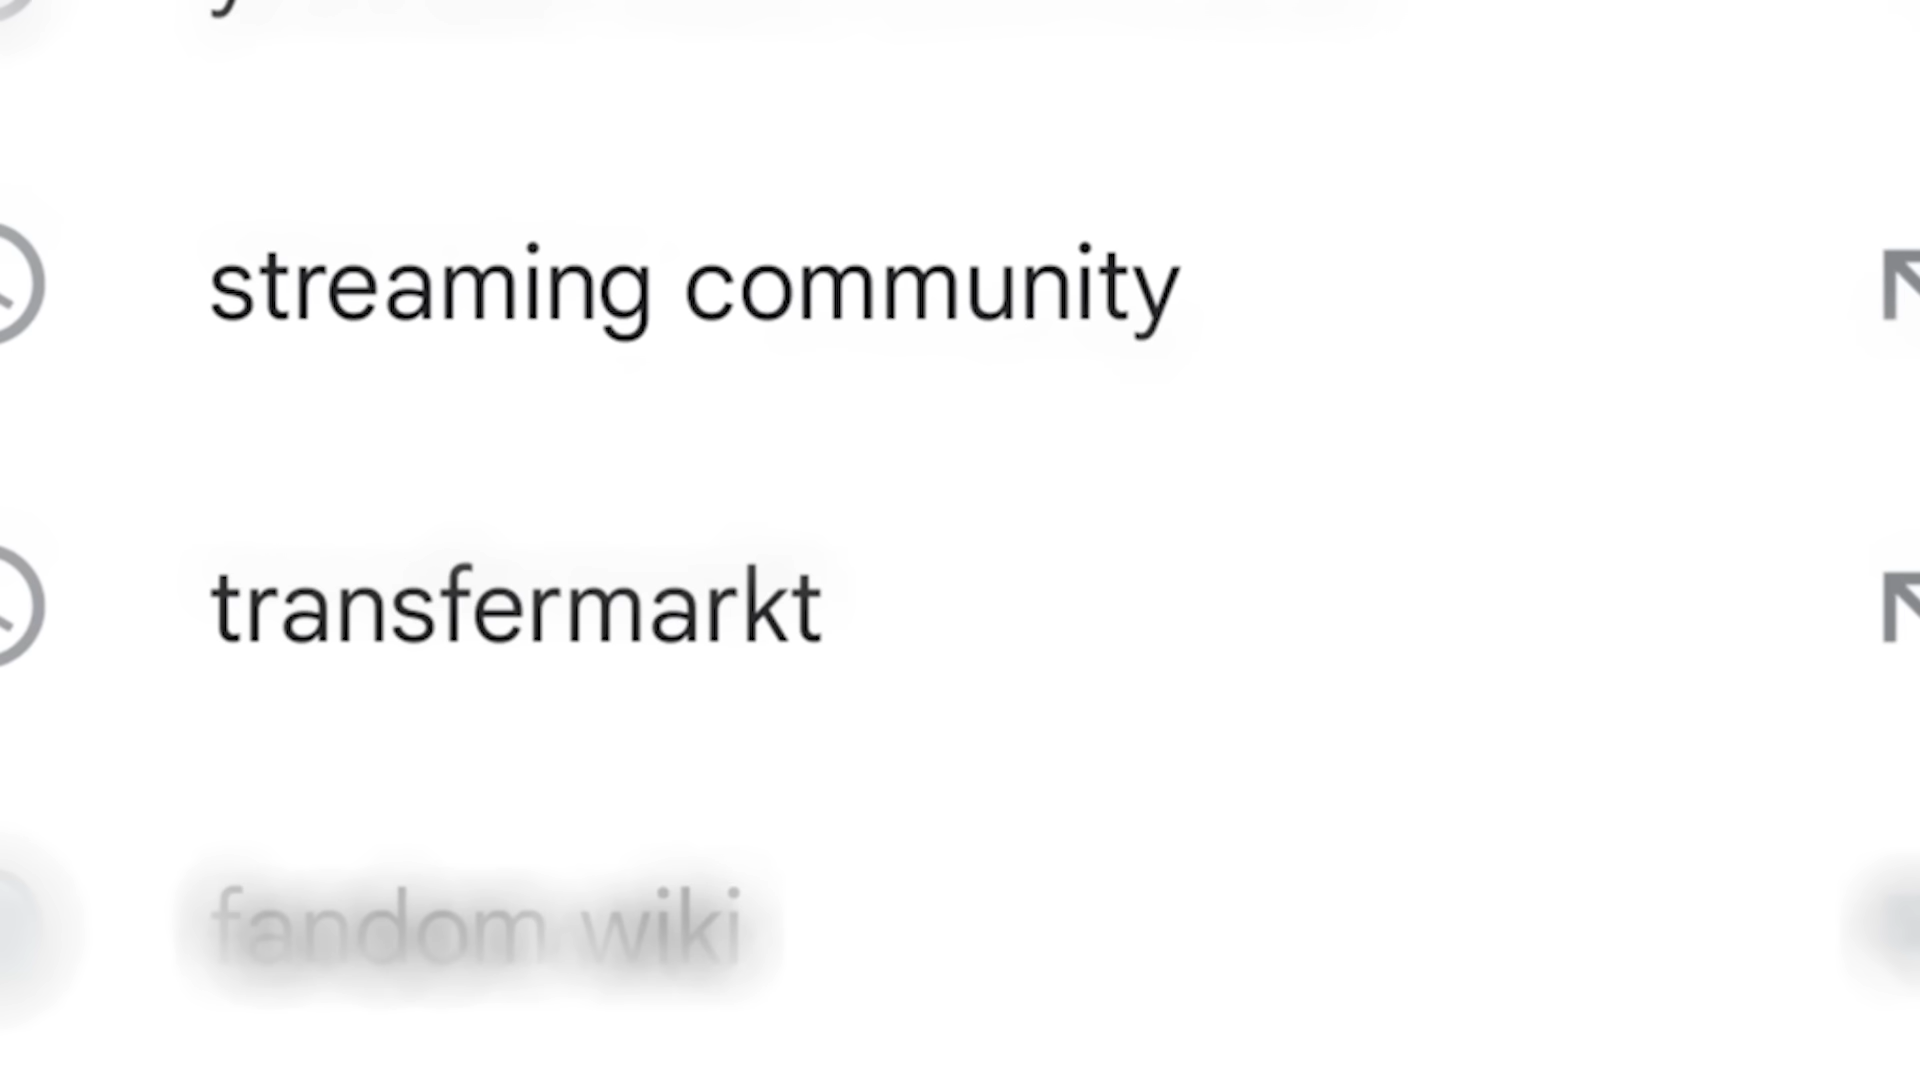 streaming community
transfermarkt
fandom wiki